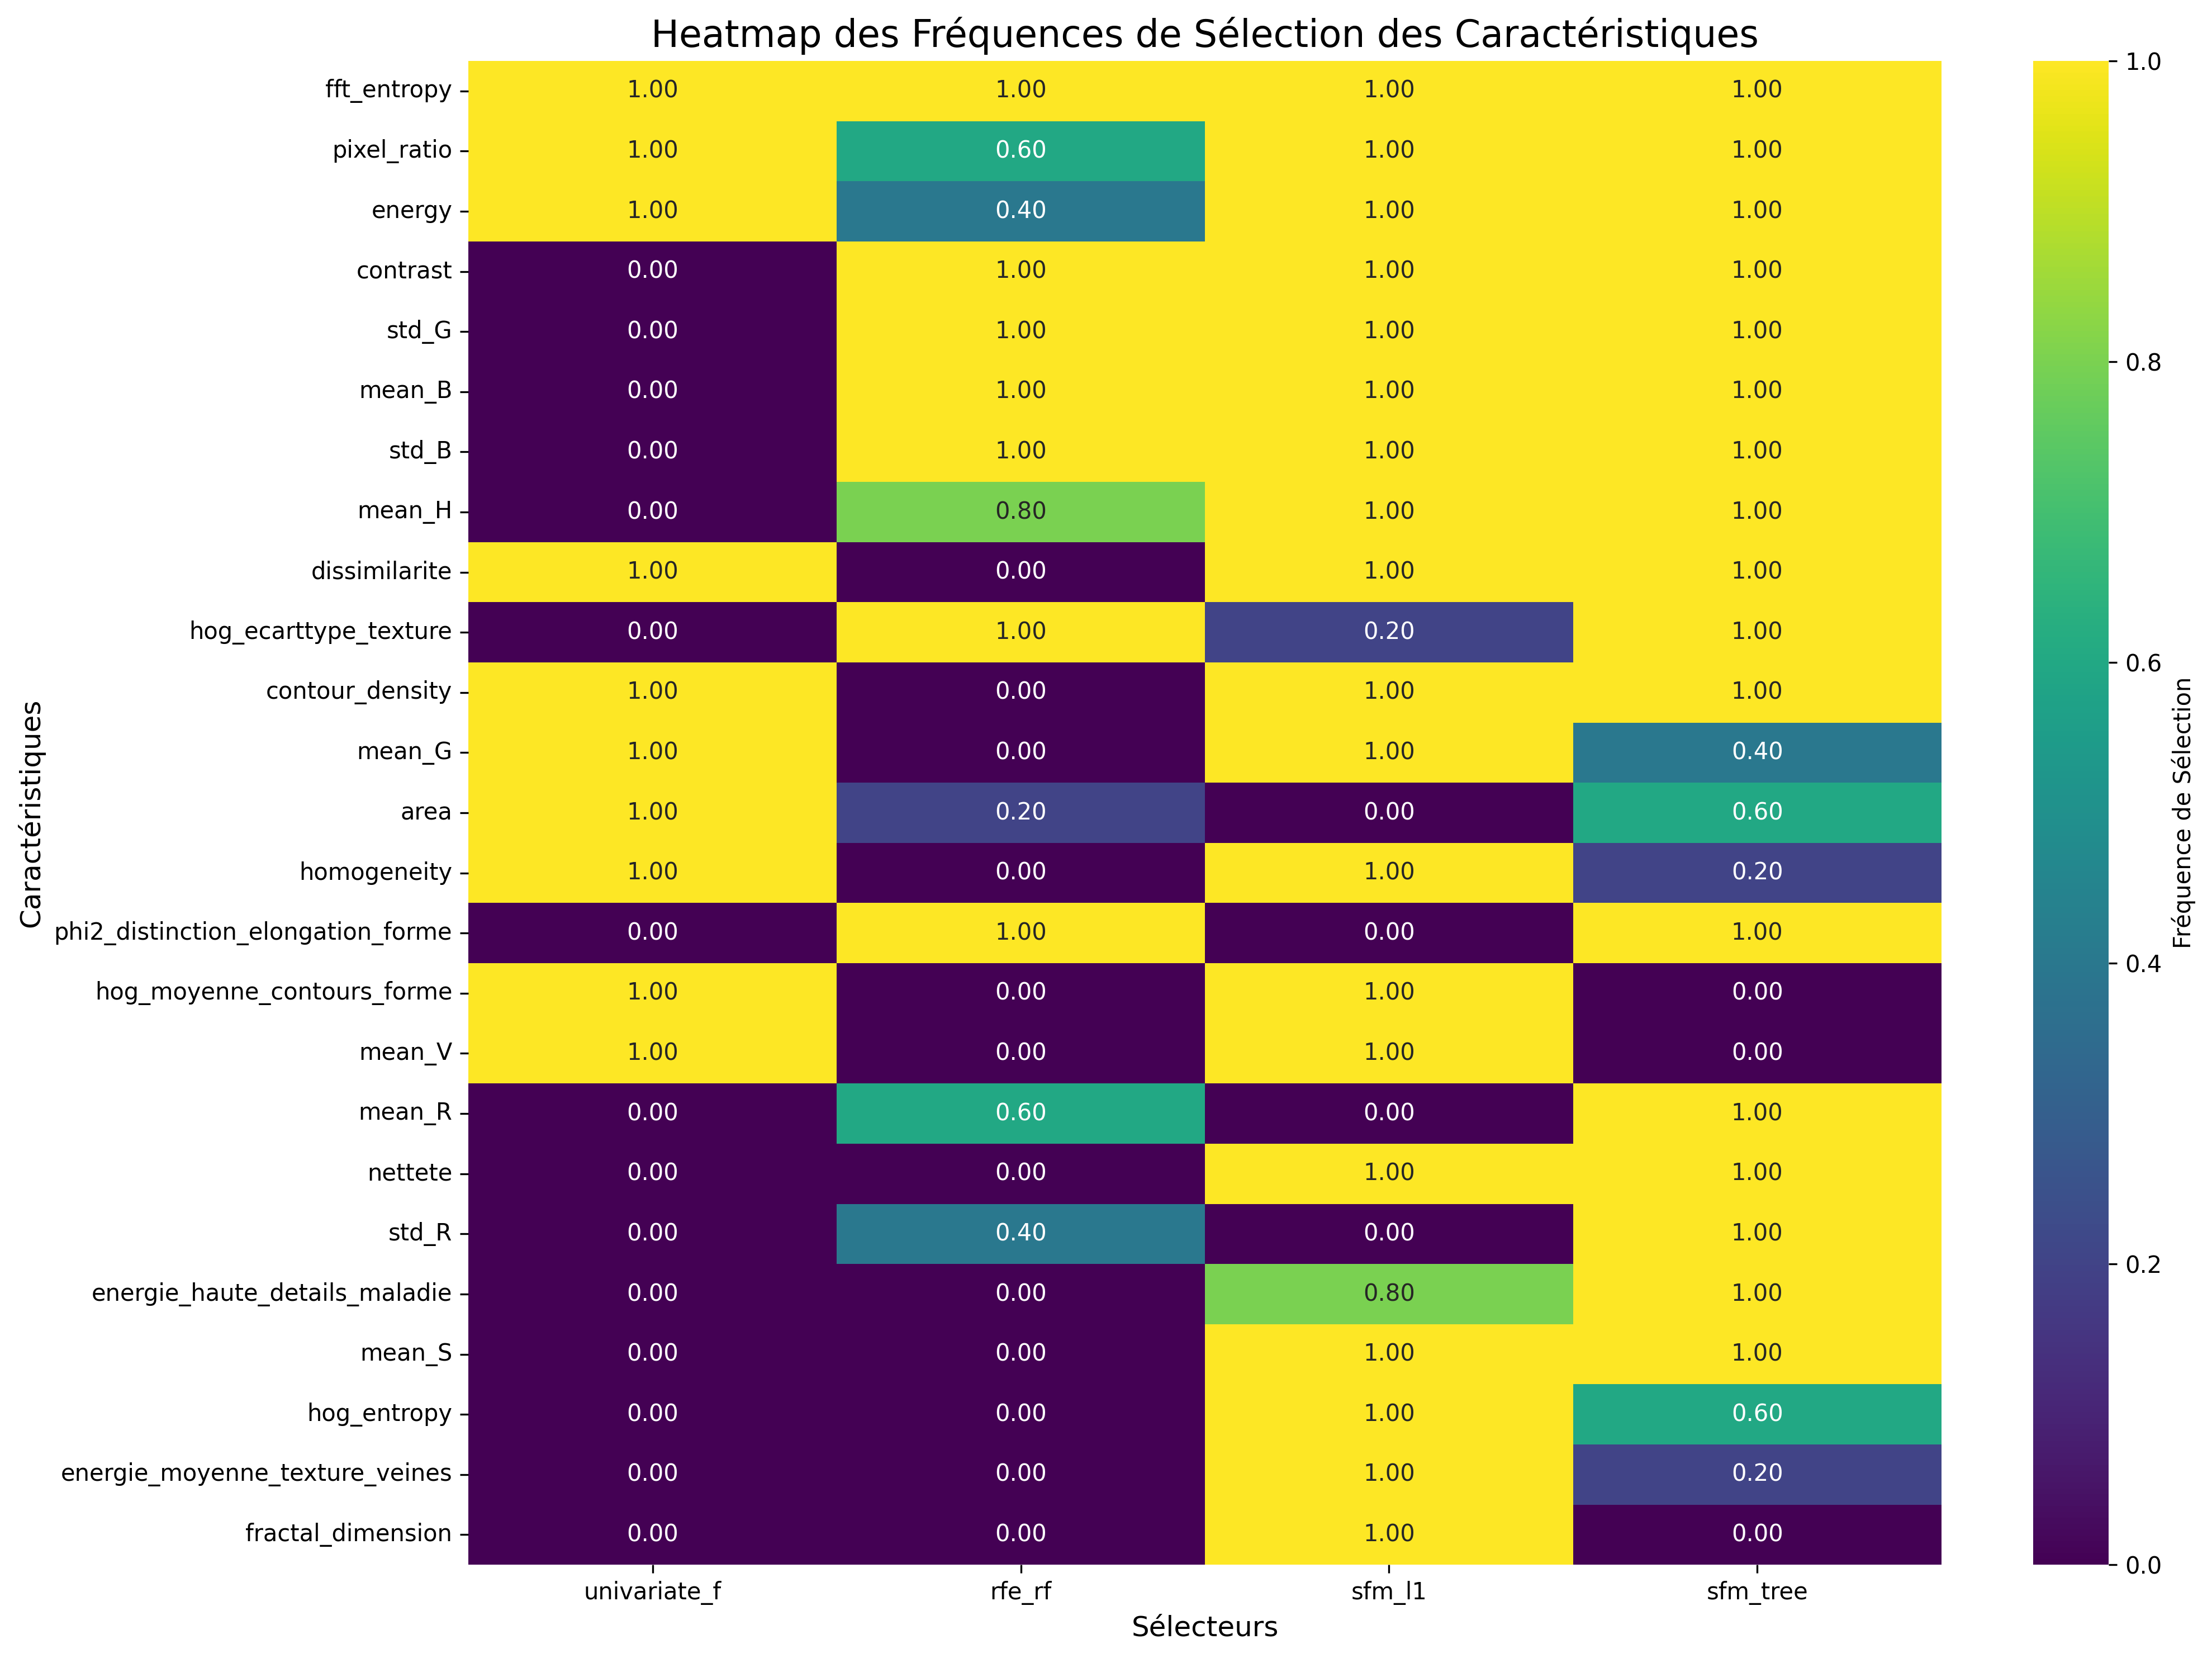 Heatmap des Fréquences de Sélection des Caractéristiques
Caractéristiques
fft_entropy 1.00 1.00 1.00 1.00
pixel_ratio 1.00 0.60 1.00 1.00
energy 1.00 0.40 1.00 1.00
contrast 0.00 1.00 1.00 1.00
std_G 0.00 1.00 1.00 1.00
mean_B 0.00 1.00 1.00 1.00
std_B 0.00 1.00 1.00 1.00
mean_H 0.00 0.80 1.00 1.00
dissimilarite 1.00 0.00 1.00 1.00
hog_ecarttype_texture 0.00 1.00 0.20 1.00
contour_density 1.00 0.00 1.00 1.00
mean_G 1.00 0.00 1.00 0.40
area 1.00 0.20 0.00 0.60
homogeneity 1.00 0.00 1.00 0.20
phi2_distinction_elongation_forme 0.00 1.00 0.00 1.00
hog_moyenne_contours_forme 1.00 0.00 1.00 0.00
mean_V 1.00 0.00 1.00 0.00
mean_R 0.00 0.60 0.00 1.00
nettete 0.00 0.00 1.00 1.00
std_R 0.00 0.40 0.00 1.00
energie_haute_details_maladie 0.00 0.00 0.80 1.00
mean_S 0.00 0.00 1.00 1.00
hog_entropy 0.00 0.00 1.00 0.60
energie_moyenne_texture_veines 0.00 0.00 1.00 0.20
fractal_dimension 0.00 0.00 1.00 0.00
univariate_f rfe_rf sfm_l1 sfm_tree
Sélecteurs
1.0
0.8
0.6
0.4
0.2
0.0
Fréquence de Sélection